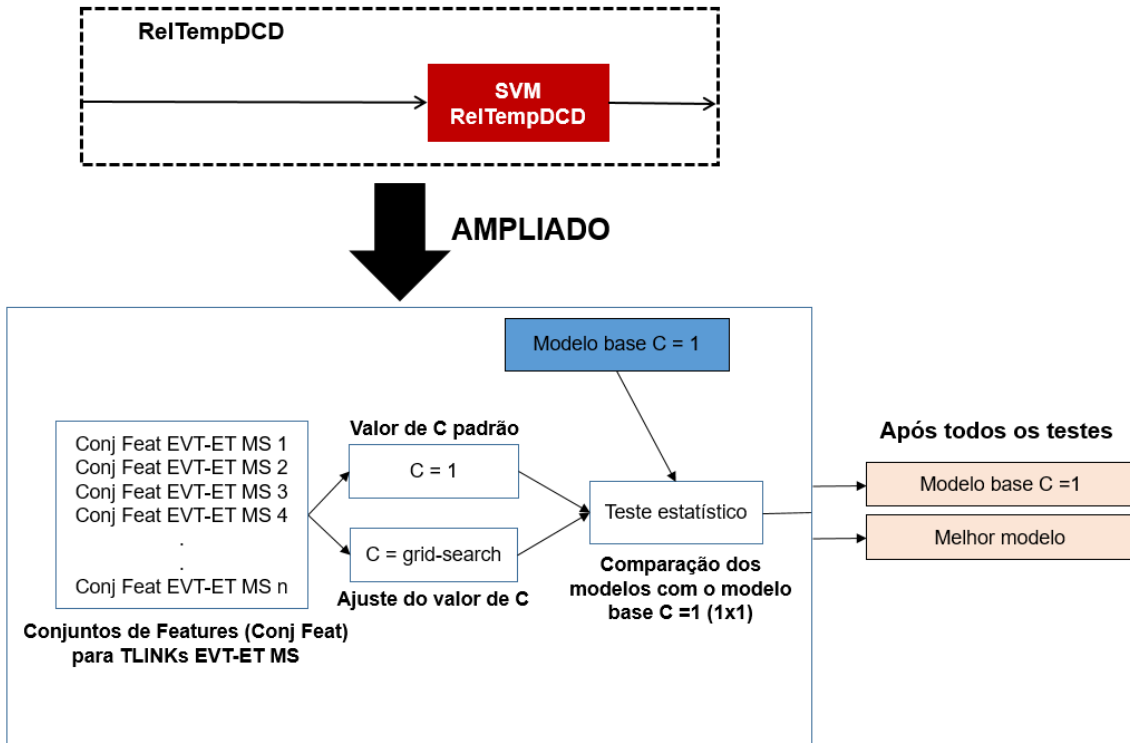 RelTempDCD
SVM
RelTempDCD
AMPLIADO
Modelo base C = 1
Conj Feat EVT-ET MS 1
Conj Feat EVT-ET MS 2
Conj Feat EVT-ET MS 3
Conj Feat EVT-ET MS 4
.
.
Conj Feat EVT-ET MS n
Conjuntos de Features (Conj Feat)
para TLINKs EVT-ET MS
Valor de C padrão
C = 1
C = grid-search
Ajuste do valor de C
Teste estatístico
Comparação dos
modelos com o modelo
base C =1 (1x1)
Após todos os testes
Modelo base C =1
Melhor modelo